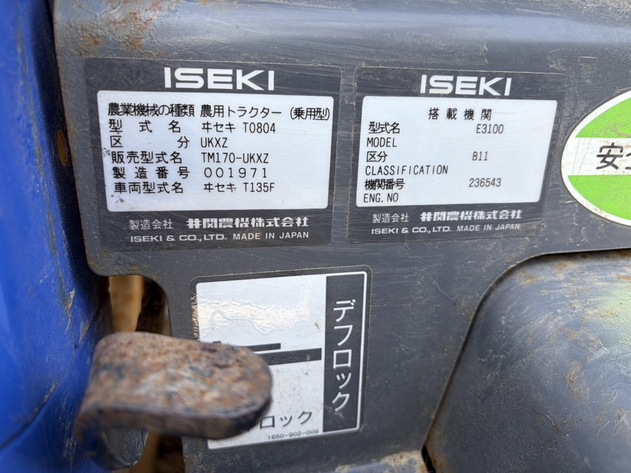 ISEKI
農業機械の種類 農用トラクター (乗用型)
型式名 ヰセキ T0804
区分 UKXZ
販売型式名 TM170-UKXZ
製造番号 001971
車両型式名 ヰセキ T135F
製造会社 井関農機株式会社
ISEKI & CO., LTD. MADE IN JAPAN
ISEKI
搭載機関
型式名 E3100
MODEL
区分 B11
CLASSIFICATION
機関番号 236543
ENG. NO
製造会社 井関農機株式会社
ISEKI & CO., LTD. MADE IN JAPAN
安
デフロック
ロック
1650-902-009